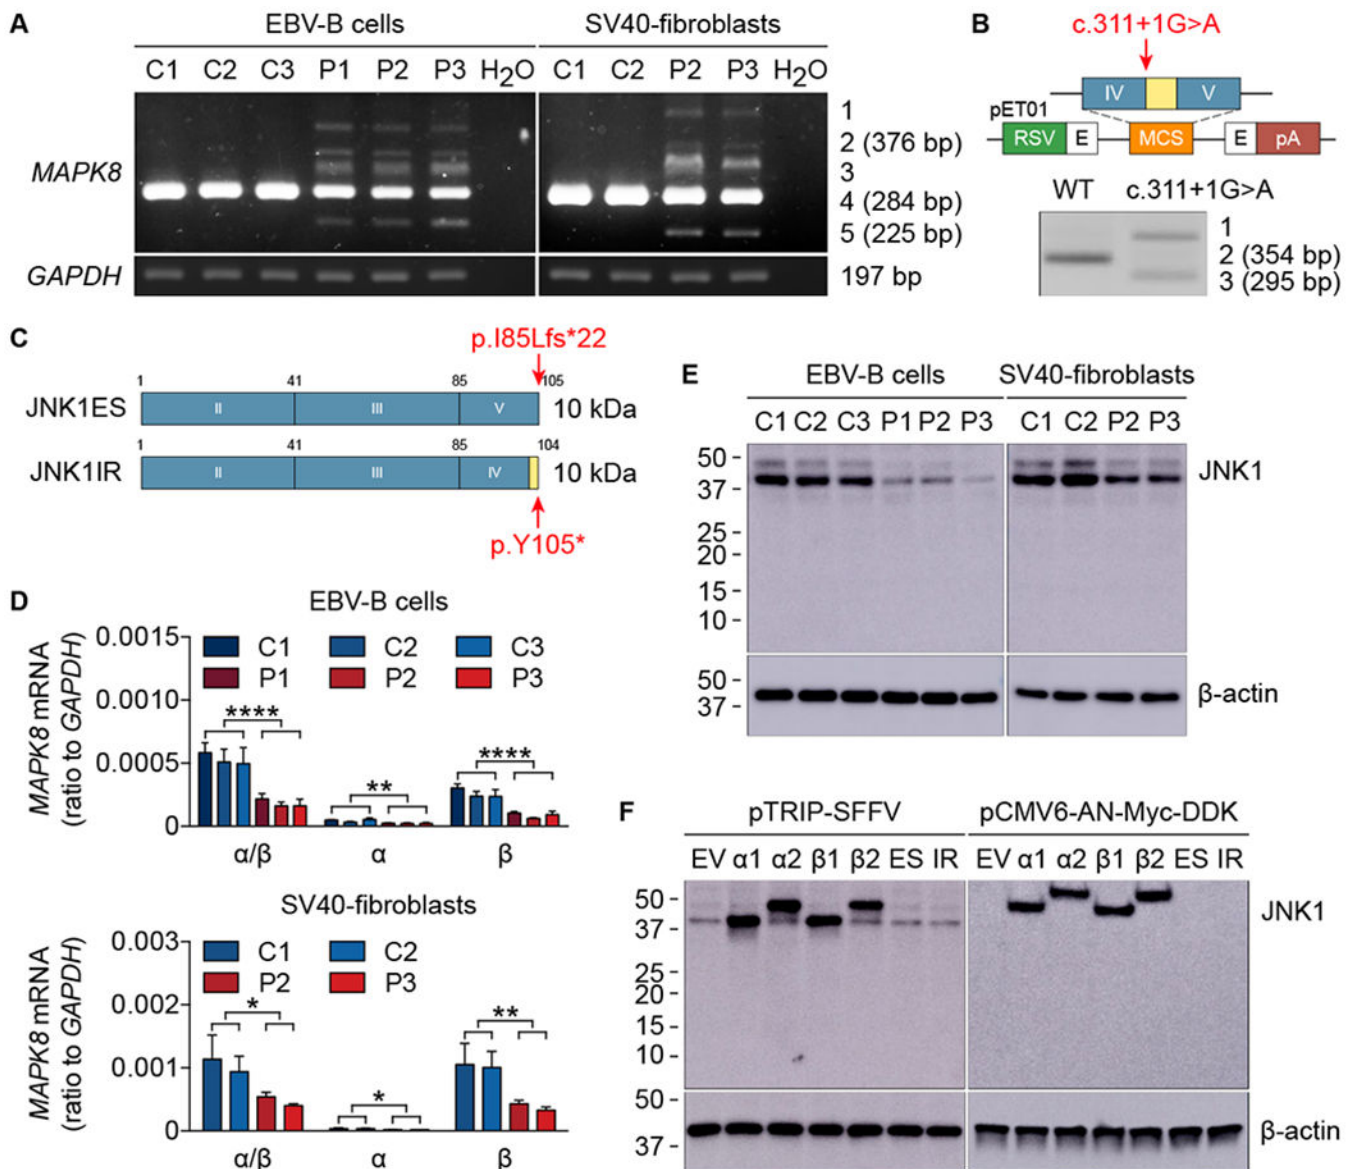 A
EBV-B cells
SV40-fibroblasts
C1 C2 C3 P1 P2 P3 H₂O
C1 C2 P2 P3 H₂O
MAPK8
1
2 (376 bp)
3
4 (284 bp)
5 (225 bp)
GAPDH
197 bp
B
c.311+1G>A
IV V
pET01
RSV E MCS E pA
WT c.311+1G>A
1
2 (354 bp)
3 (295 bp)
C
p.I85Lfs*22
1 41 85 105
JNK1ES II III V 10 kDa
1 41 85 104
JNK1IR II III IV 10 kDa
p.Y105*
D
EBV-B cells
MAPK8 mRNA
(ratio to GAPDH)
0.0015
0.0010
0.0005
0
C1 C2 C3
P1 P2 P3
**** ** ****
α/β α β
SV40-fibroblasts
MAPK8 mRNA
(ratio to GAPDH)
0.003
0.002
0.001
0
C1 C2
P2 P3
* * **
α/β α β
E
EBV-B cells
SV40-fibroblasts
C1 C2 C3 P1 P2 P3
C1 C2 P2 P3
50
37
25
20
15
10
JNK1
50
37
β-actin
F
pTRIP-SFFV
pCMV6-AN-Myc-DDK
EV α1 α2 β1 β2 ES IR
EV α1 α2 β1 β2 ES IR
50
37
25
20
15
10
JNK1
50
37
β-actin